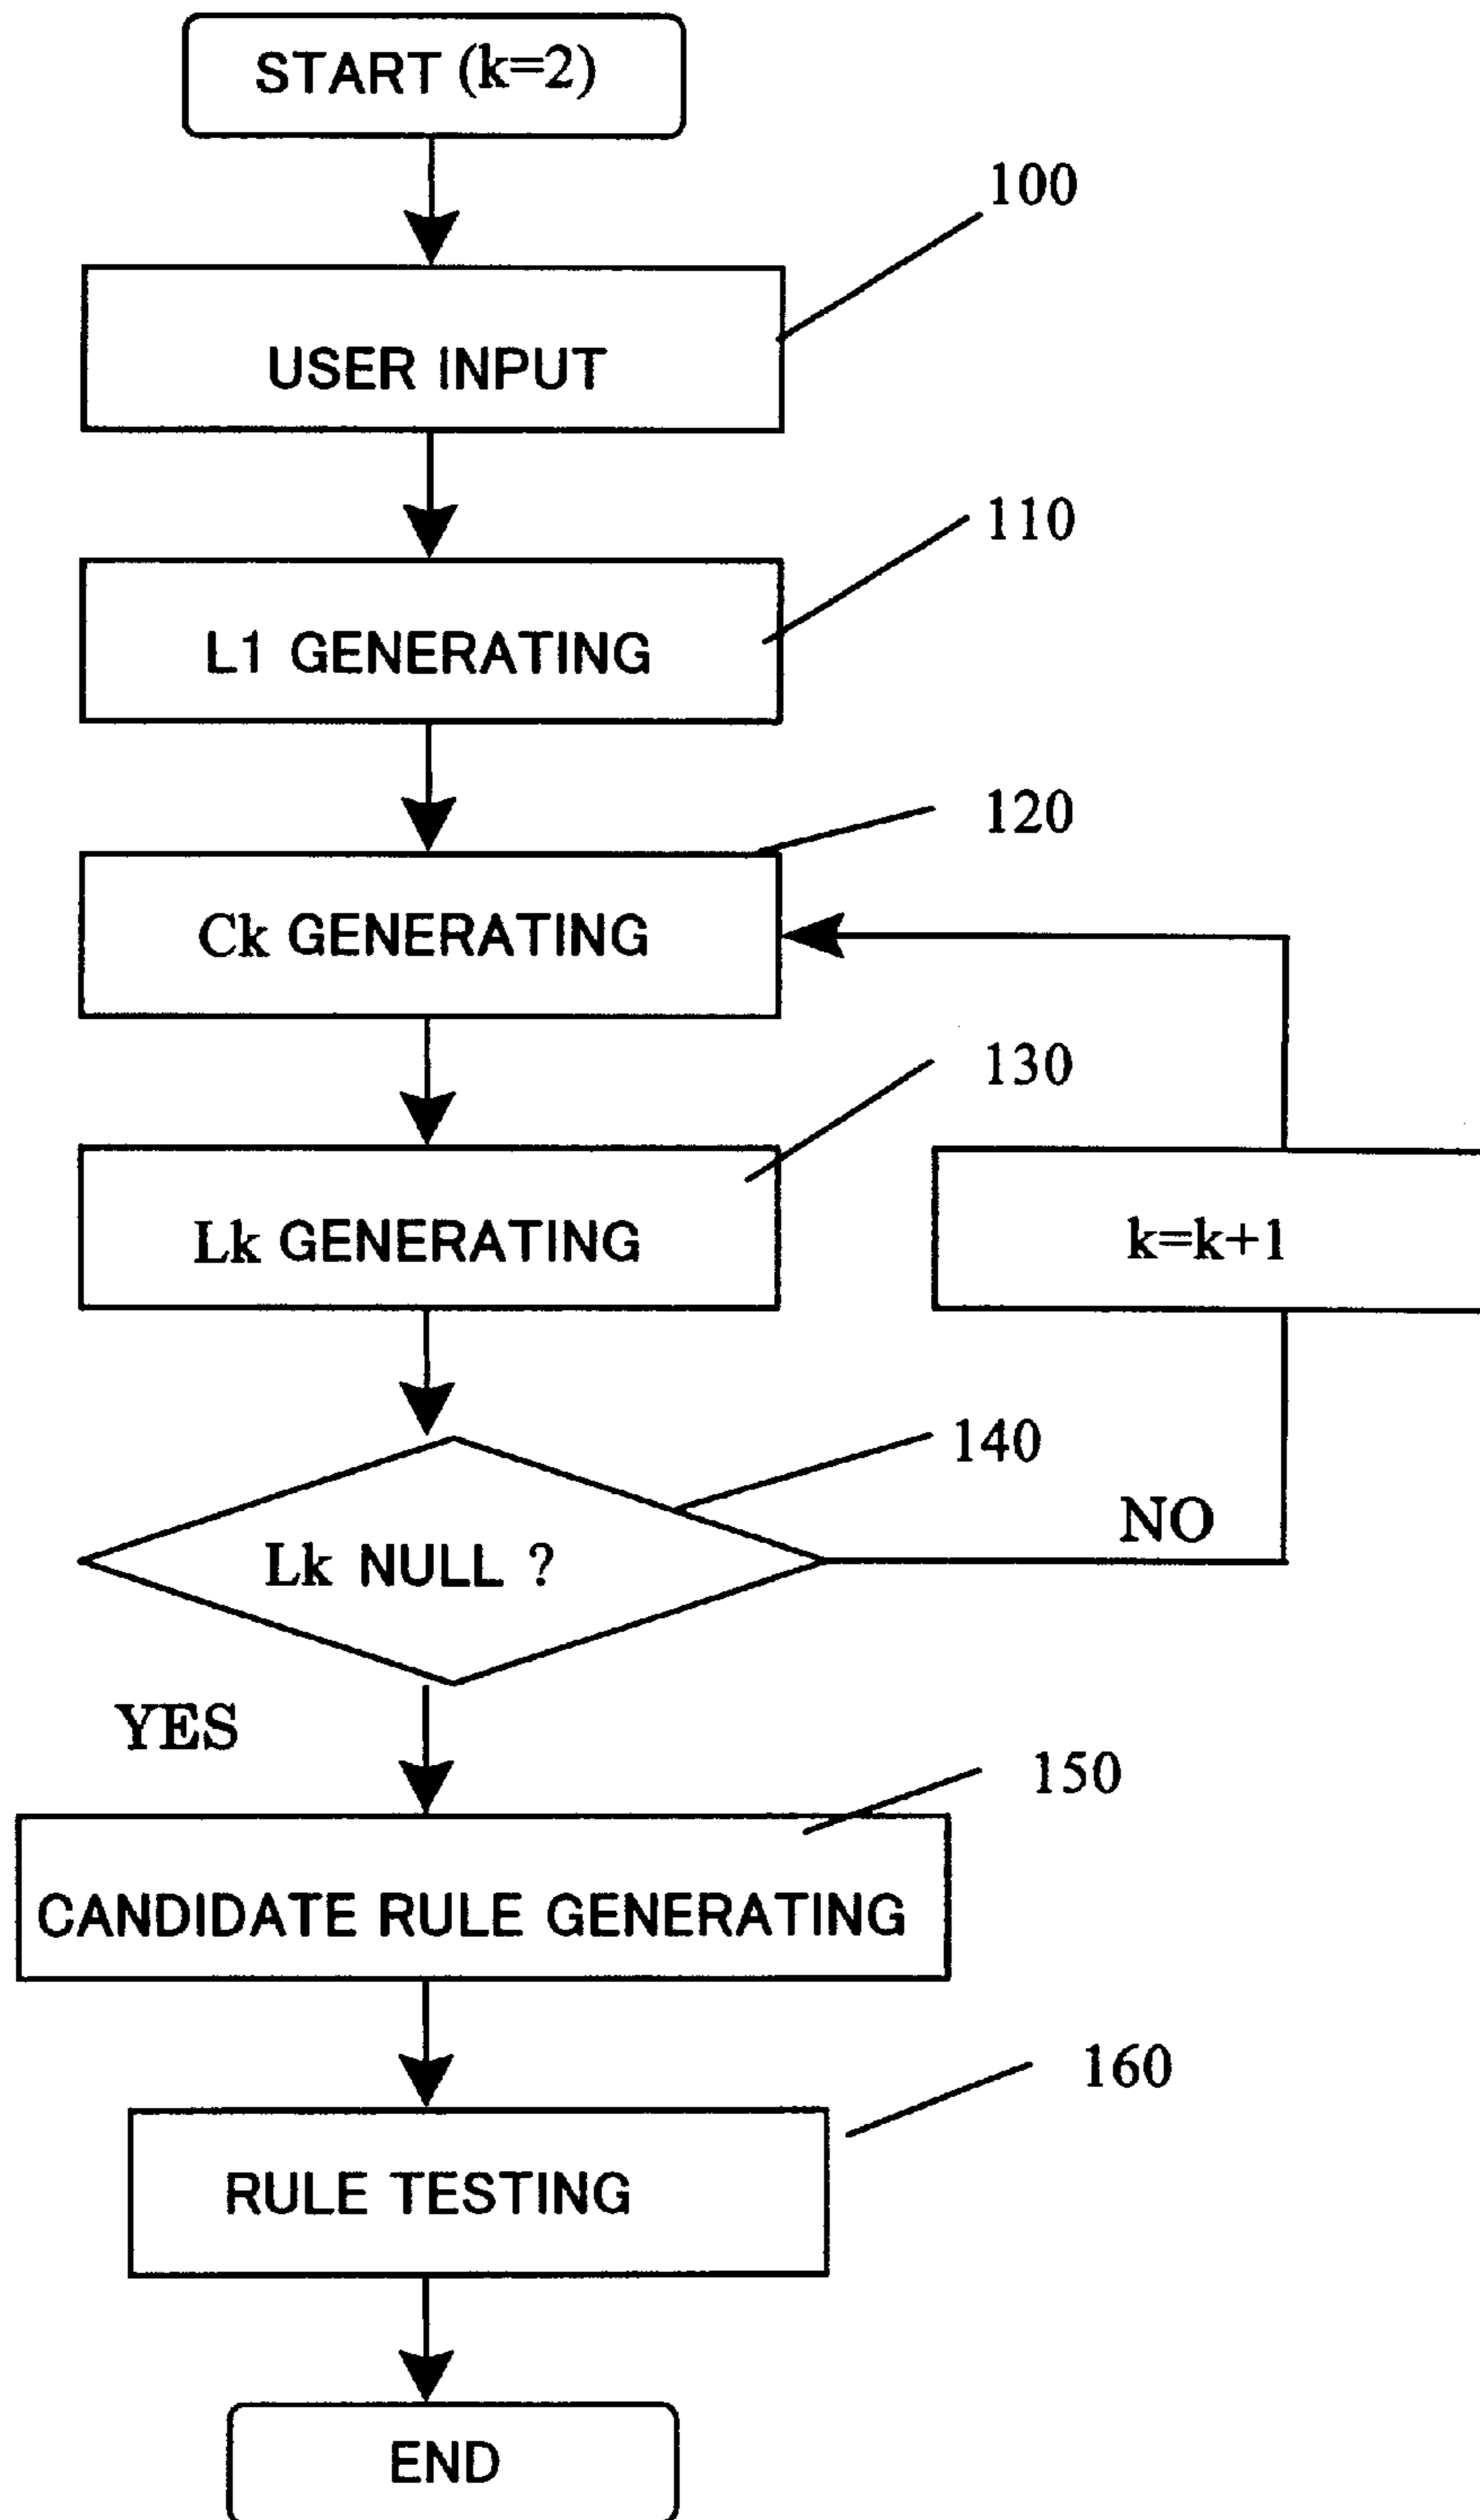 START (k=2)
100
USER INPUT
110
L1 GENERATING
120
Ck GENERATING
130
Lk GENERATING
k=k+1
140
NO
Lk NULL ?
YES
150
CANDIDATE RULE GENERATING
160
RULE TESTING
END